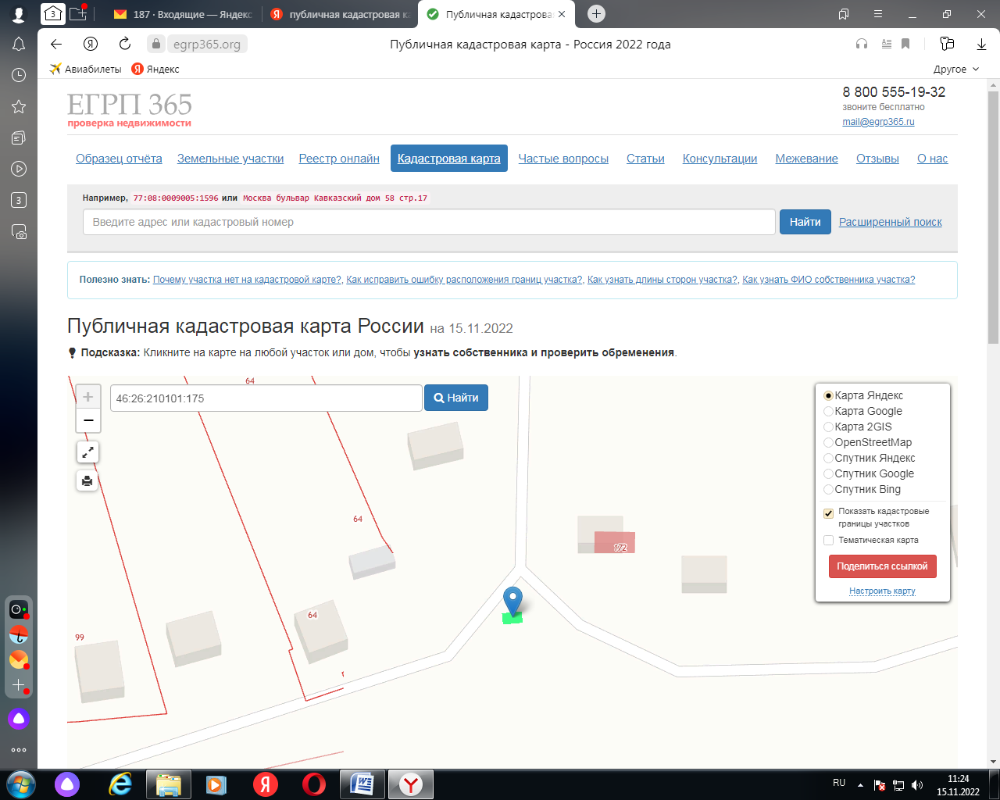 3
187 · Входящие — Яндекс
публичная кадастровая ка
Публичная кадастрова
egrp365.org
Публичная кадастровая карта - Россия 2022 года
Авиабилеты
Яндекс
Другое
ЕГРП 365
проверка недвижимости
8 800 555-19-32
звоните бесплатно
mail@egrp365.ru
Образец отчёта Земельные участки Реестр онлайн Кадастровая карта Частые вопросы Статьи Консультации Межевание Отзывы О нас
Например, 77:08:0009005:1596 или Москва бульвар Кавказский дом 58 стр.17
Введите адрес или кадастровый номер
Найти
Расширенный поиск
3
Полезно знать: Почему участка нет на кадастровой карте?, Как исправить ошибку расположения границ участка?, Как узнать длины сторон участка?, Как узнать ФИО собственника участка?
Публичная кадастровая карта России на 15.11.2022
Подсказка: Кликните на карте на любой участок или дом, чтобы узнать собственника и проверить обременения.
64
+
46:26:210101:175
Найти
−
Карта Яндекс
Карта Google
Карта 2GIS
OpenStreetMap
Спутник Яндекс
Спутник Google
Спутник Bing
Показать кадастровые
границы участков
Тематическая карта
Поделиться ссылкой
Настроить карту
64
172
64
99
RU
11:24
15.11.2022